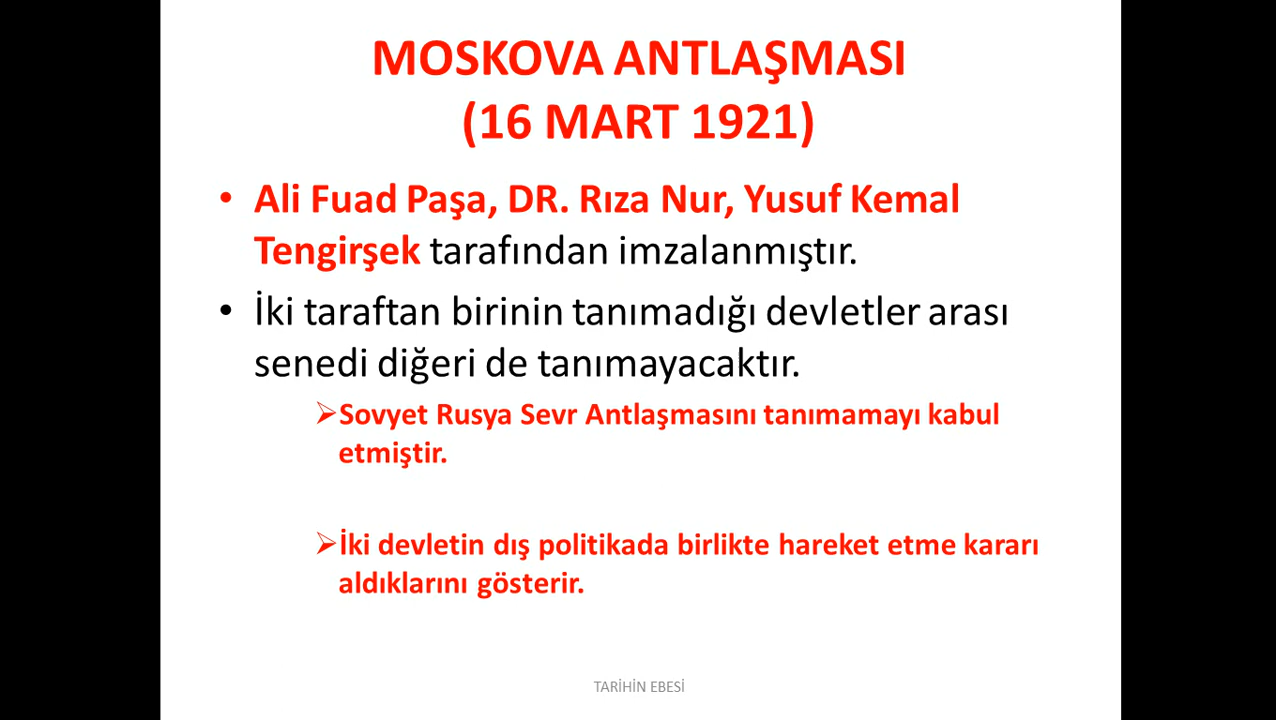 MOSKOVA ANTLAŞMASI
(16 MART 1921)
• Ali Fuad Paşa, DR. Rıza Nur, Yusuf Kemal
Tengirşek tarafından imzalanmıştır.
• İki taraftan birinin tanımadığı devletler arası
senedi diğeri de tanımayacaktır.
➢Sovyet Rusya Sevr Antlaşmasını tanımamayı kabul
etmiştir.
➢İki devletin dış politikada birlikte hareket etme kararı
aldıklarını gösterir.
TARİHİN EBESİ